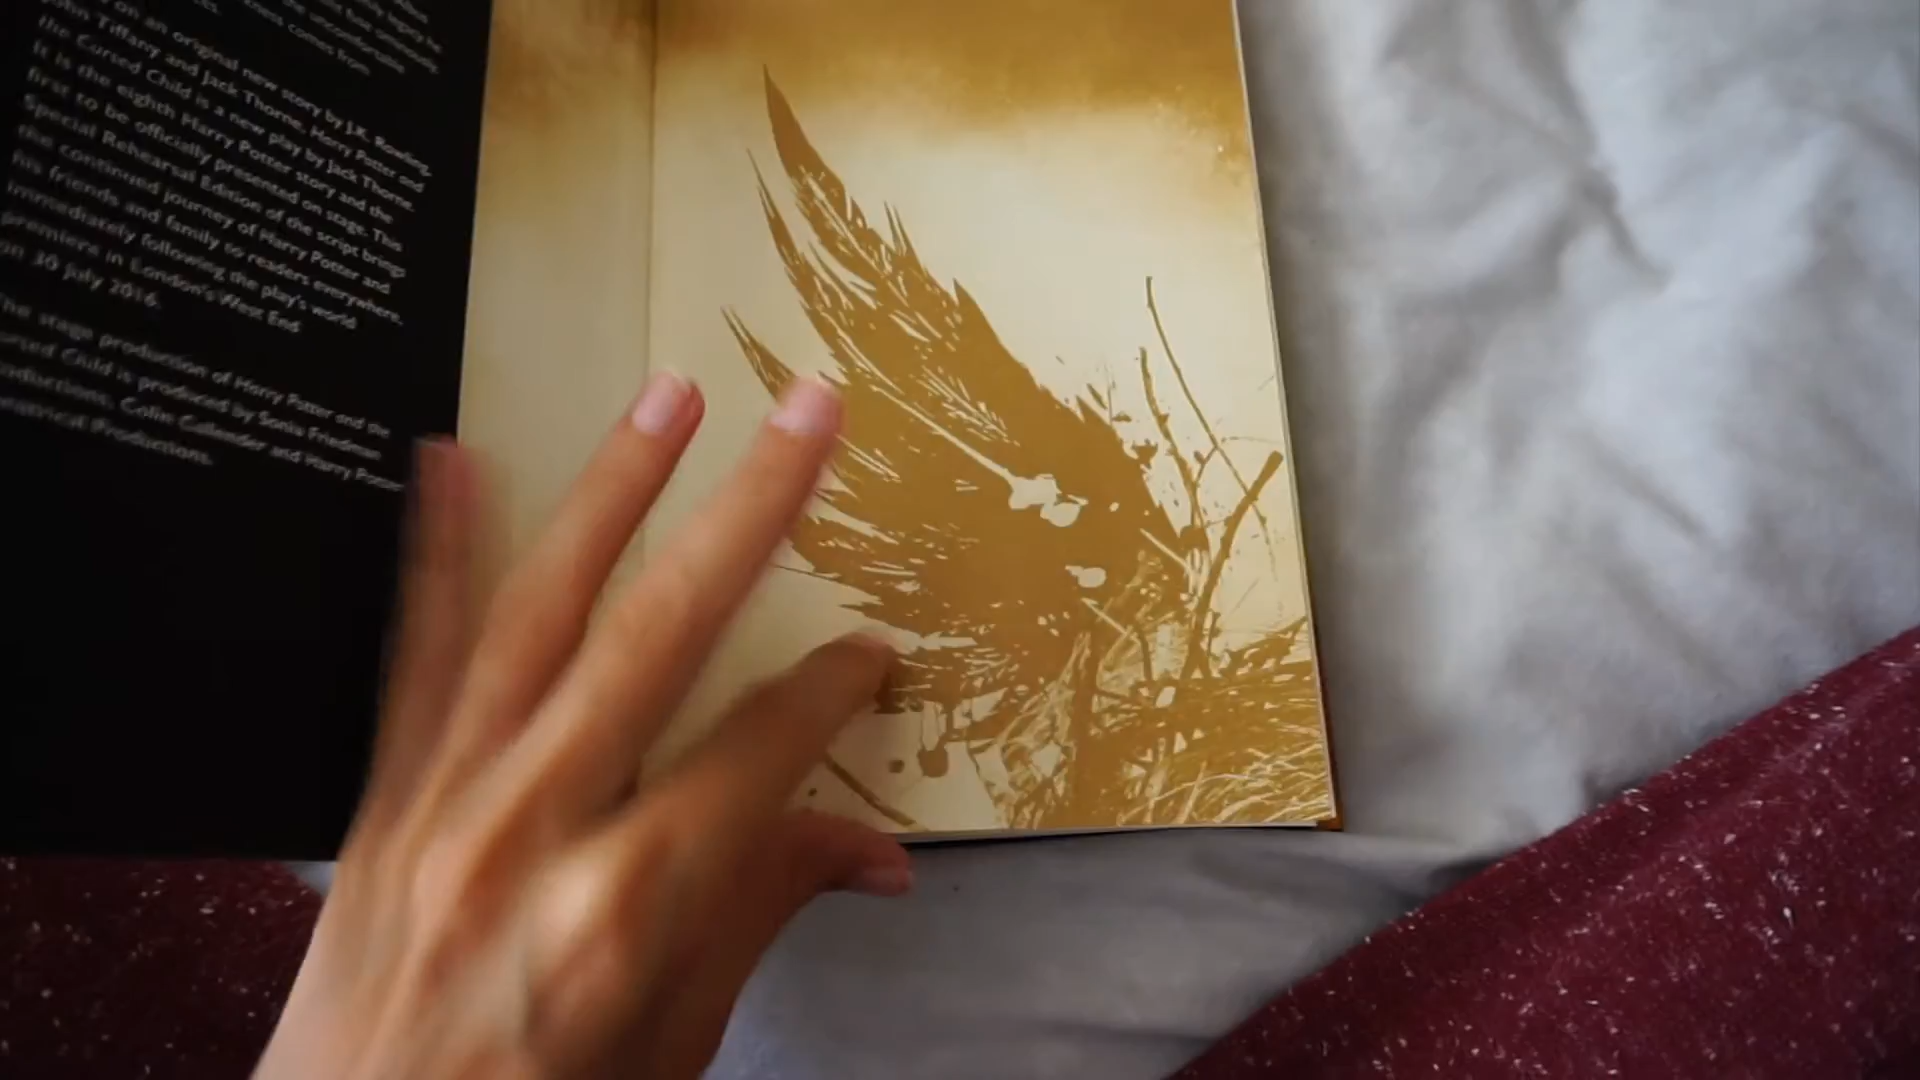 the uncomfortable
comes from
on an original new story by J.K. Rowling,
John Tiffany and Jack Thorne, Harry Potter and
the Cursed Child is a new play by Jack Thorne.
It is the eighth Harry Potter story and the
first to be officially presented on stage. This
Special Rehearsal Edition of the script brings
the continued journey of Harry Potter and
his friends and family to readers everywhere,
immediately following the play's world
premiere in London's West End
on 30 July 2016.
The stage production of Harry Potter and the
Cursed Child is produced by Sonia Friedman
Productions, Colin Callender and Harry Potter
Theatrical Productions.